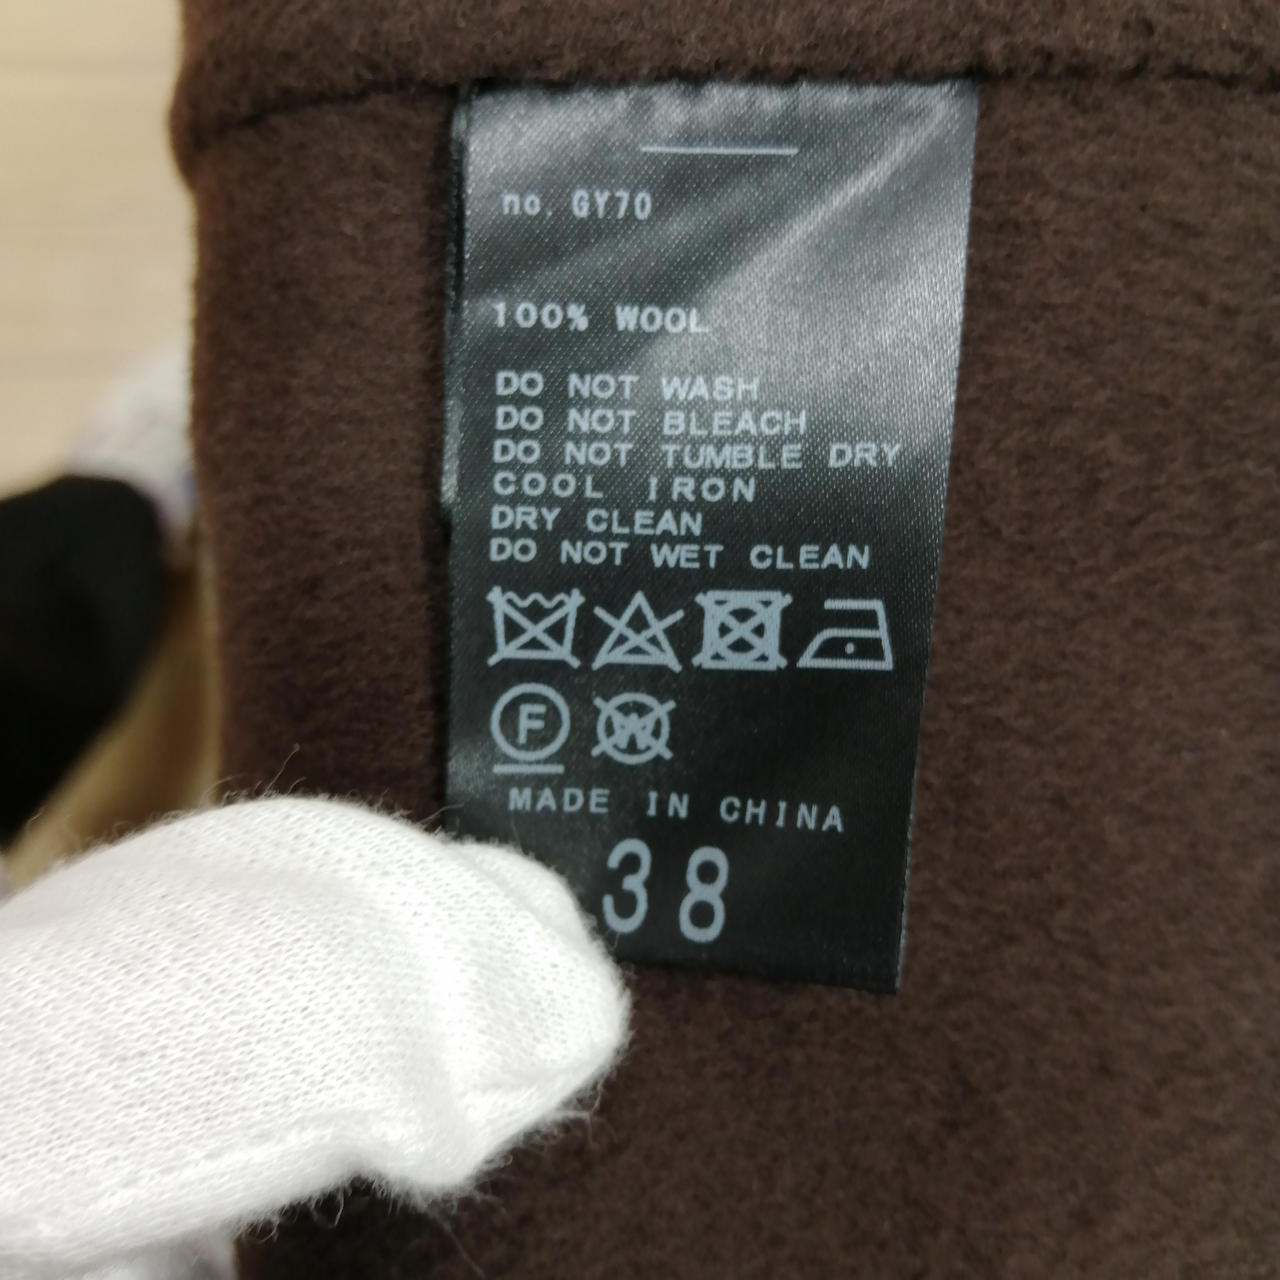 no. GY70
100% WOOL
DO NOT WASH
DO NOT BLEACH
DO NOT TUMBLE DRY
COOL IRON
DRY CLEAN
DO NOT WET CLEAN
F W
MADE IN CHINA
38